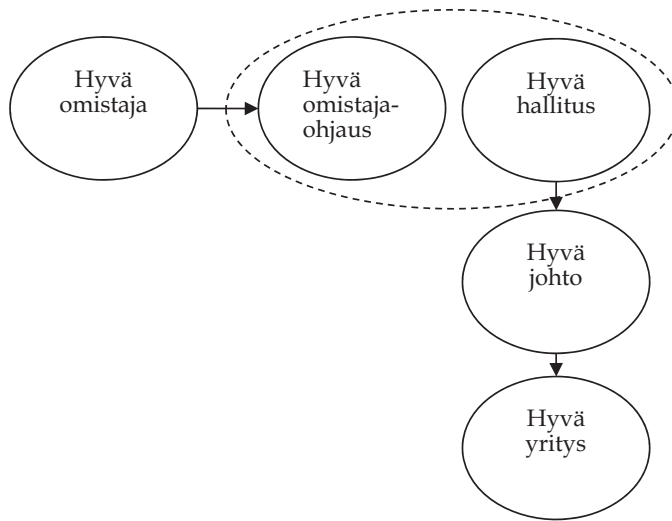 Hyvä
omistaja
Hyvä
omistaja-
ohjaus
Hyvä
hallitus
Hyvä
johto
Hyvä
yritys